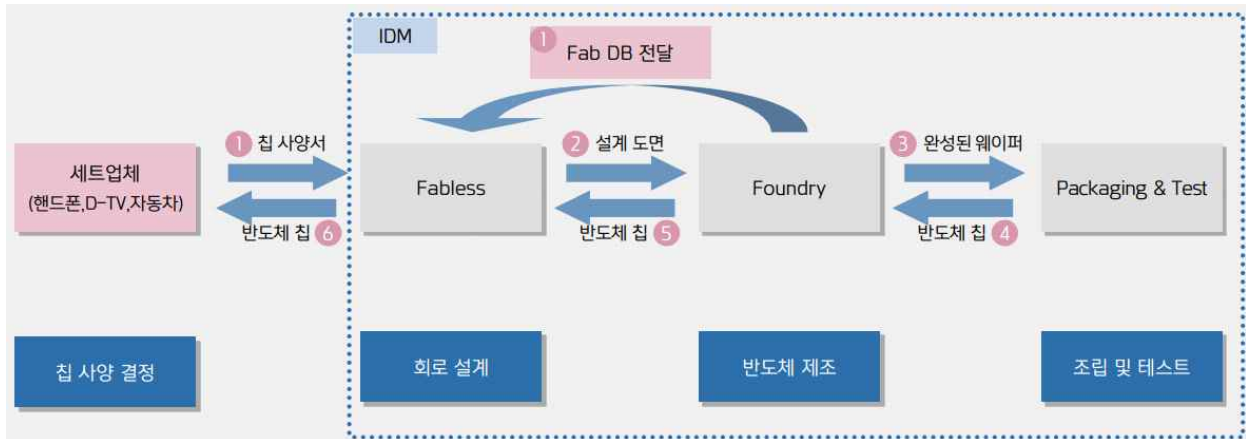 IDM
1 Fab DB 전달
1 칩 사양서
2 설계 도면
3 완성된 웨이퍼
세트업체
(핸드폰,D-TV,자동차)
Fabless
Foundry
Packaging & Test
반도체 칩 6
반도체 칩 5
반도체 칩 4
칩 사양 결정
회로 설계
반도체 제조
조립 및 테스트